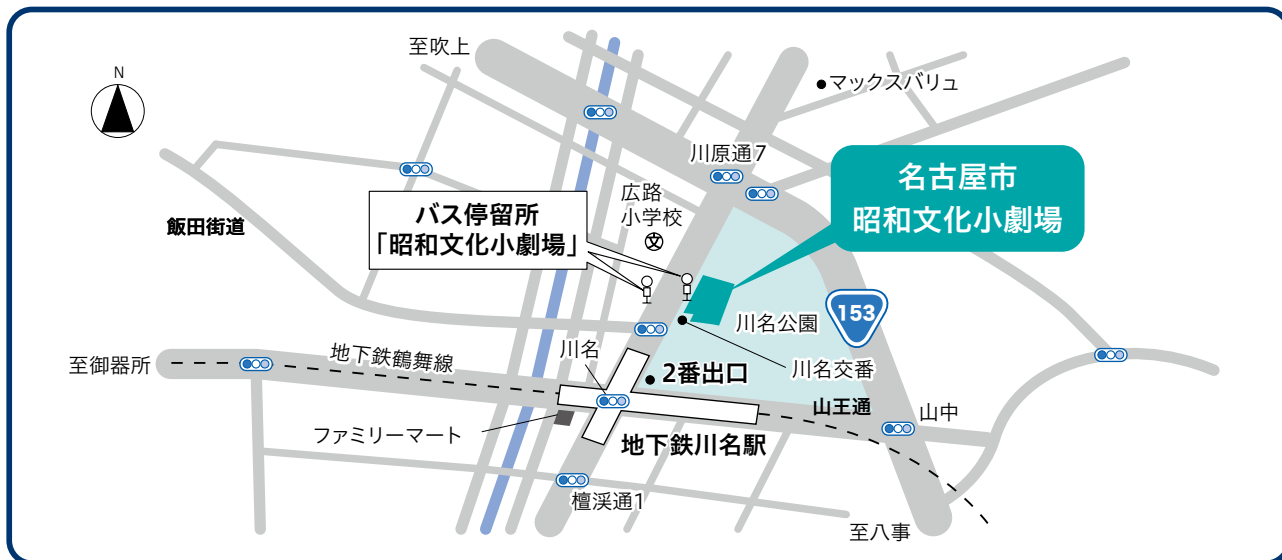 至吹上
N
マックスバリュ
川原通7
名古屋市
昭和文化小劇場
広路
小学校
文
バス停留所
「昭和文化小劇場」
飯田街道
153
川名公園
川名
地下鉄鶴舞線
至御器所
2番出口
川名交番
山王通
山中
ファミリーマート
地下鉄川名駅
檀渓通1
至八事